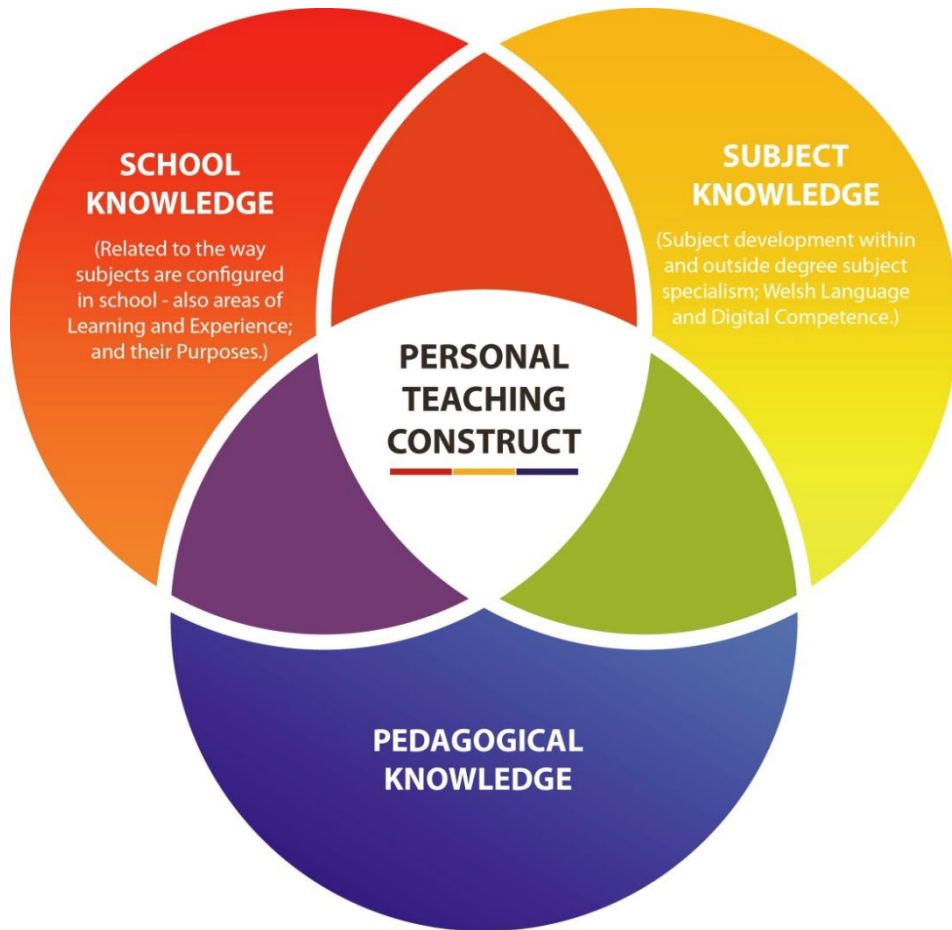 SCHOOL
KNOWLEDGE
(Related to the way
subjects are configured
in school - also areas of
Learning and Experience;
and their Purposes.)
SUBJECT
KNOWLEDGE
(Subject development within
and outside degree subject
specialism; Welsh Language
and Digital Competence.)
PERSONAL
TEACHING
CONSTRUCT
PEDAGOGICAL
KNOWLEDGE